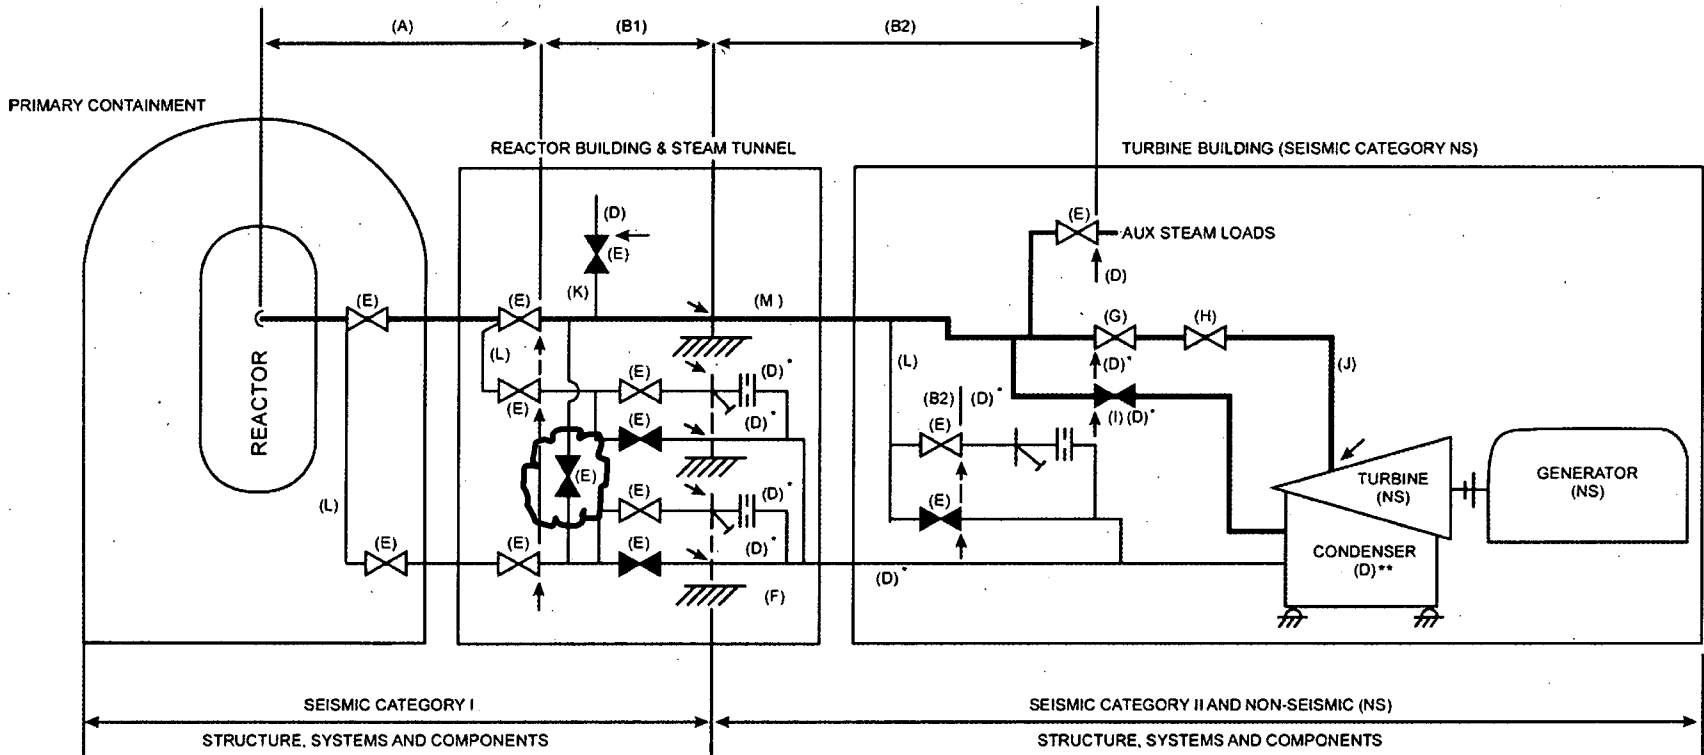 (A)
(B1)
(B2)
PRIMARY CONTAINMENT
REACTOR BUILDING & STEAM TUNNEL
TURBINE BUILDING (SEISMIC CATEGORY NS)
(D)
(E)
AUX STEAM LOADS
(E)
(D)
(K)
(E)
(E)
(M)
(G)
(H)
(L)
(D)*
(L)
(D)*
(J)
(E)
(E)
(B2)
(D)*
(I) (D)*
REACTOR
(E)
(D)*
(E)
(E)
(E)
(D)*
TURBINE
(NS)
GENERATOR
(NS)
(L)
(E)
(E)
(E)
(E)
(D)*
CONDENSER
(D)**
(D)*
(F)
SEISMIC CATEGORY I
SEISMIC CATEGORY II AND NON-SEISMIC (NS)
STRUCTURE, SYSTEMS AND COMPONENTS
STRUCTURE, SYSTEMS AND COMPONENTS